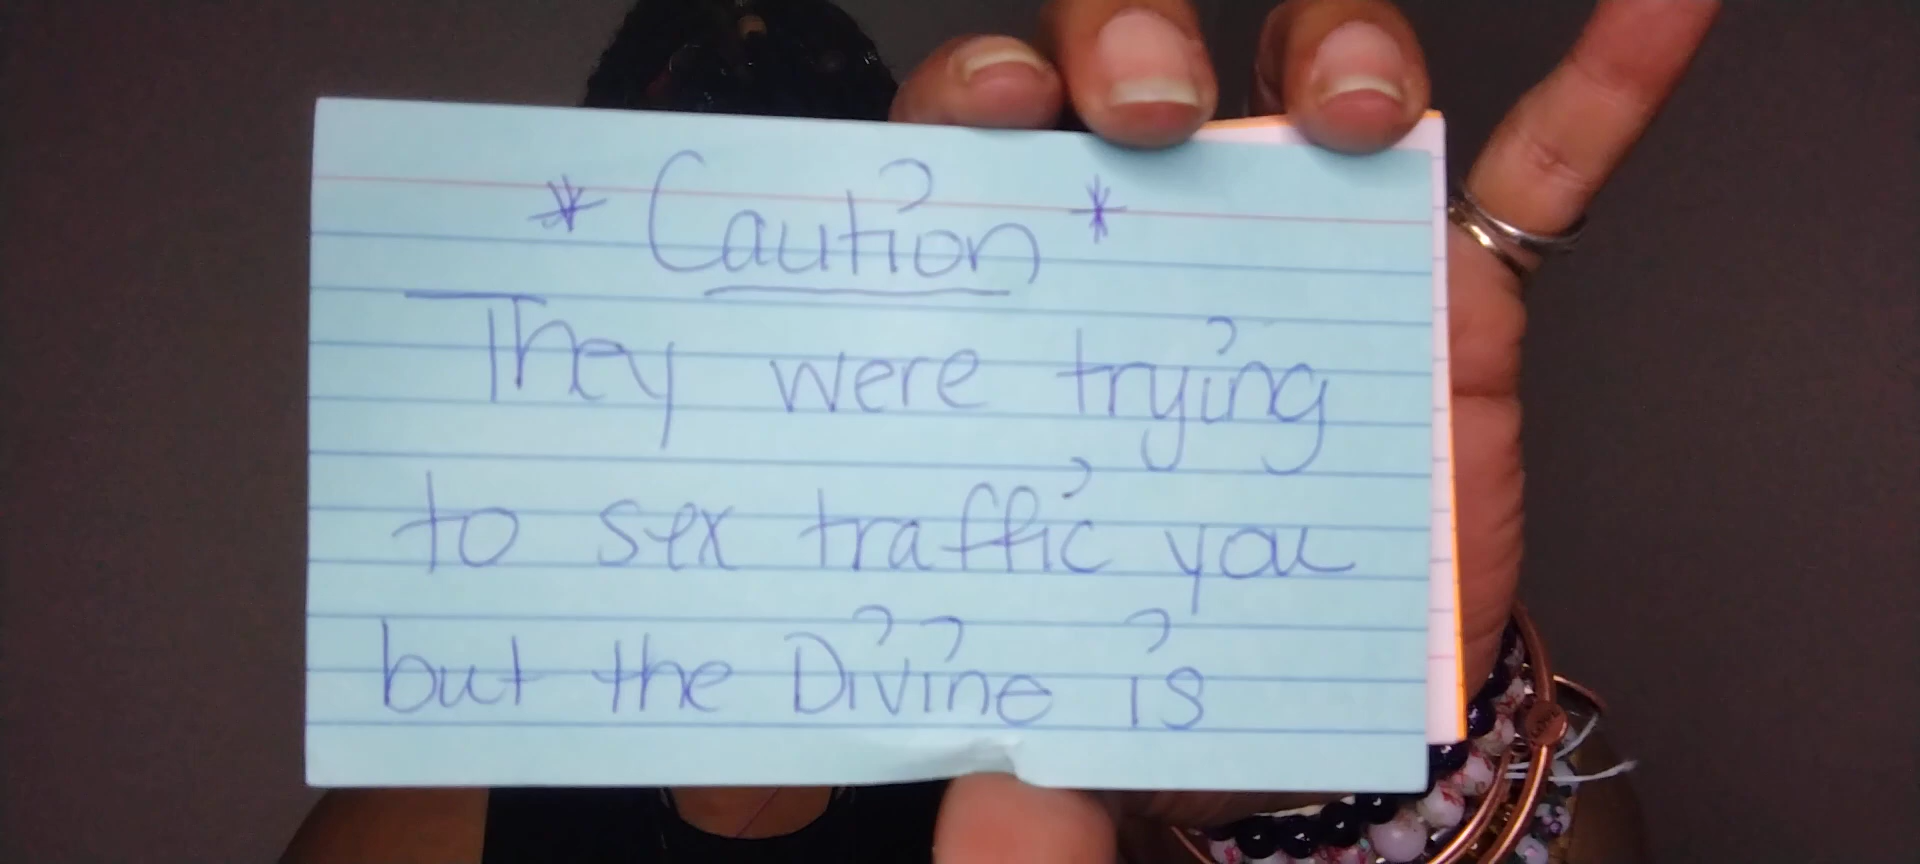 * Caution *
They were trying
to sex traffic you
but the Divine is